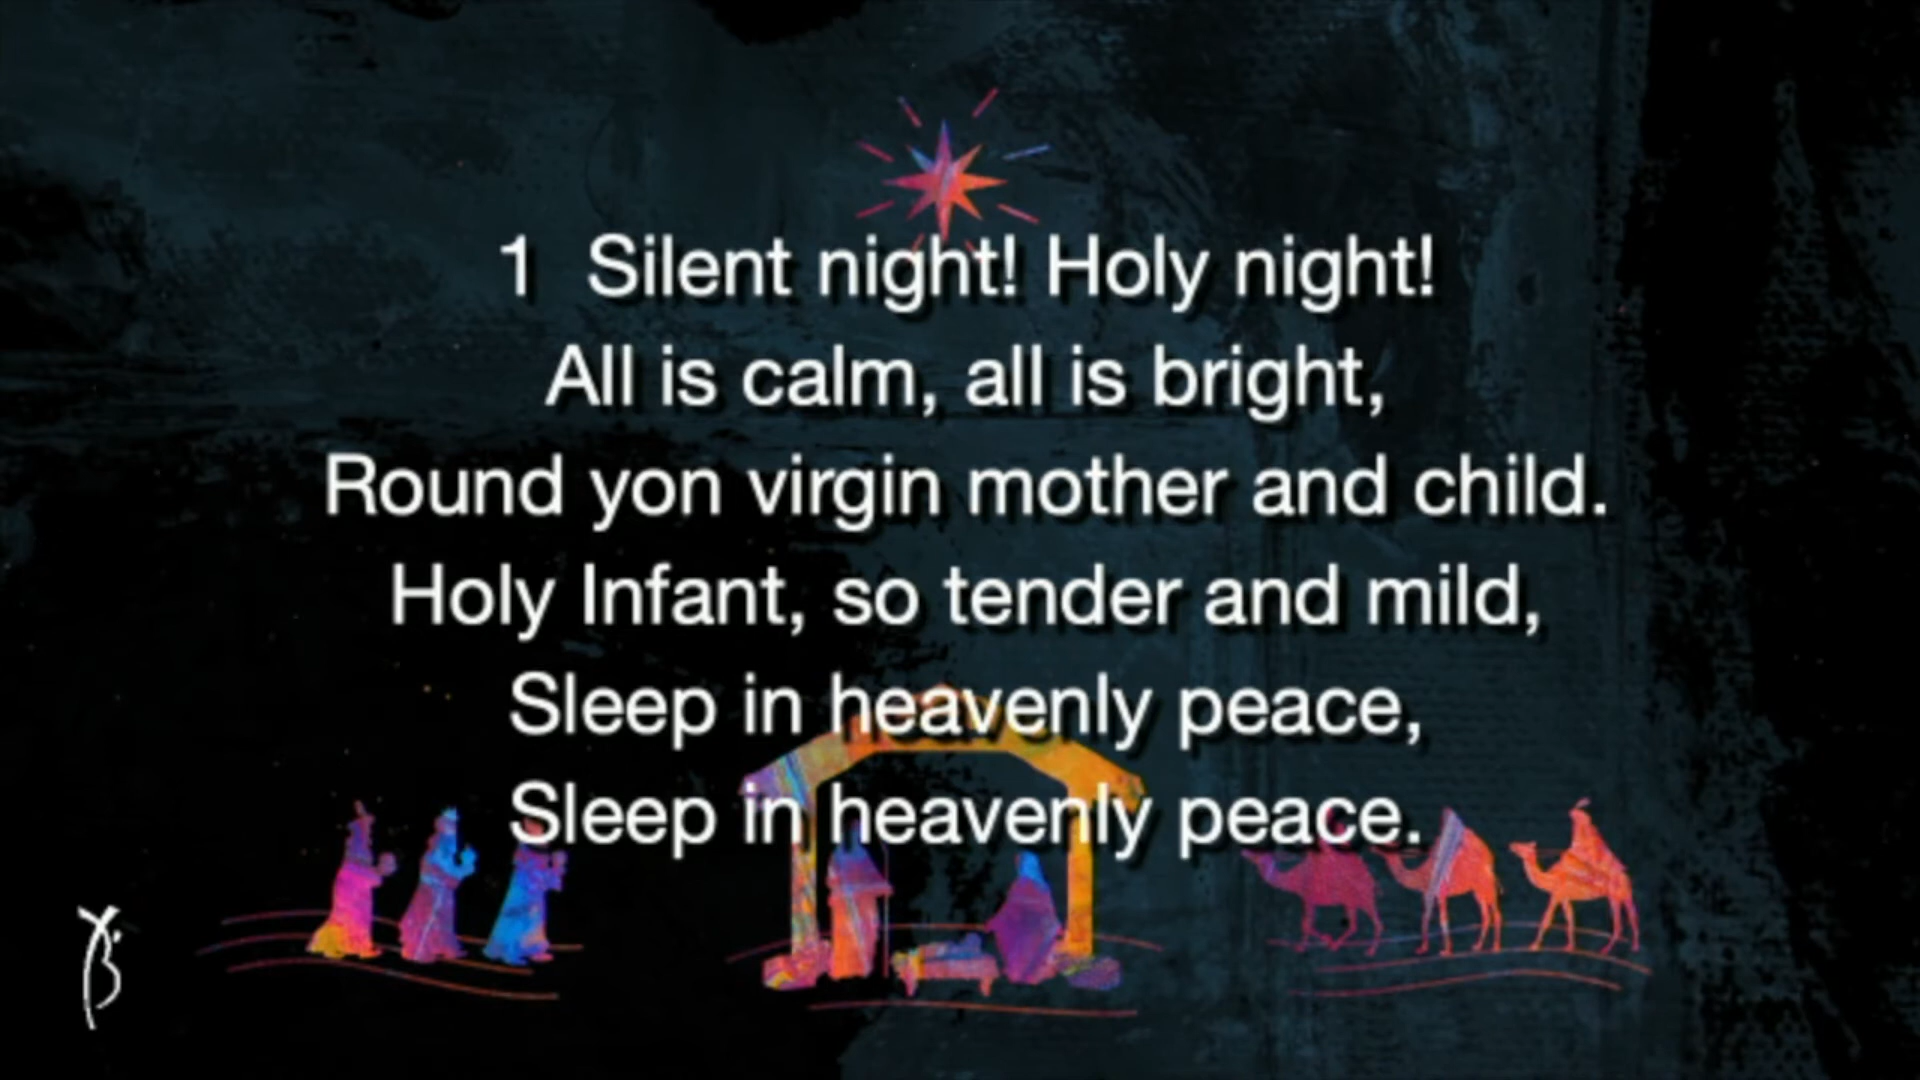 1 Silent night! Holy night!
All is calm, all is bright,
Round yon virgin mother and child.
Holy Infant, so tender and mild,
Sleep in heavenly peace,
Sleep in heavenly peace.